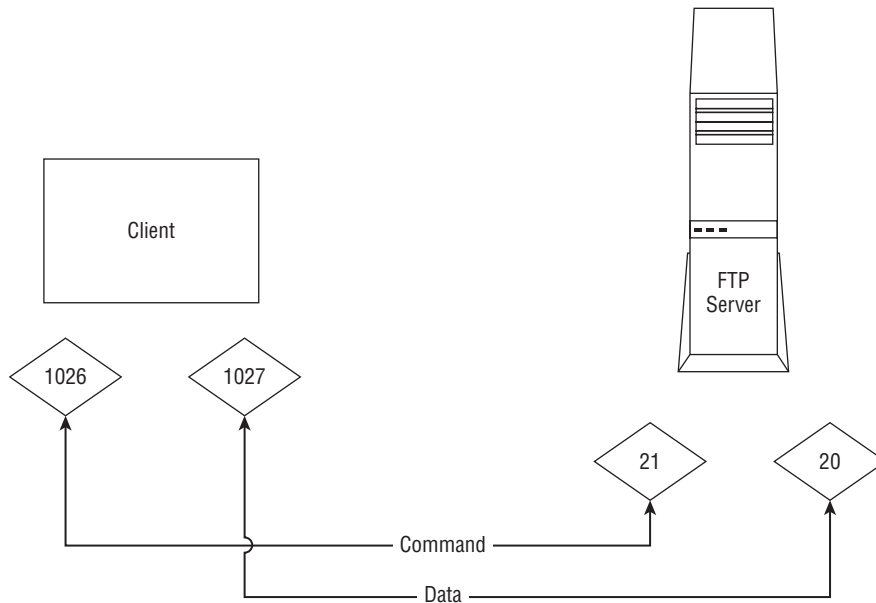 Client
FTP
Server
1026
1027
21
20
Command
Data